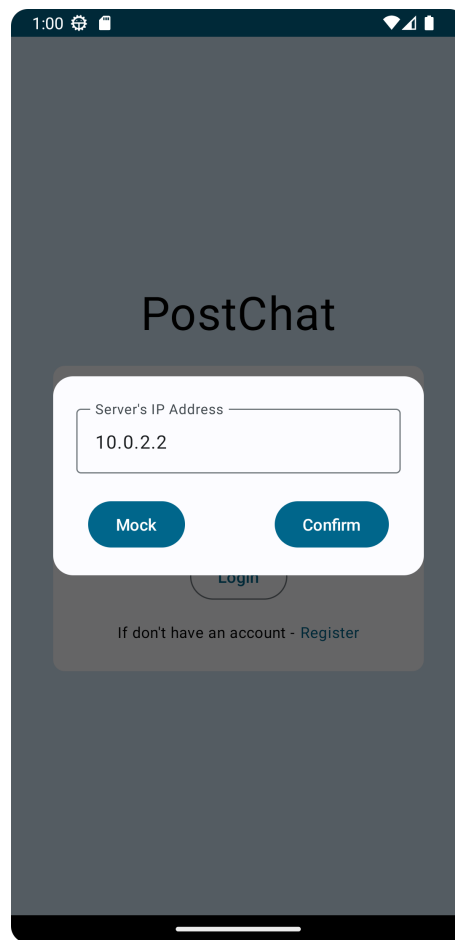 1:00
PostChat
Server's IP Address
10.0.2.2
Mock Confirm
Login
If don't have an account - Register